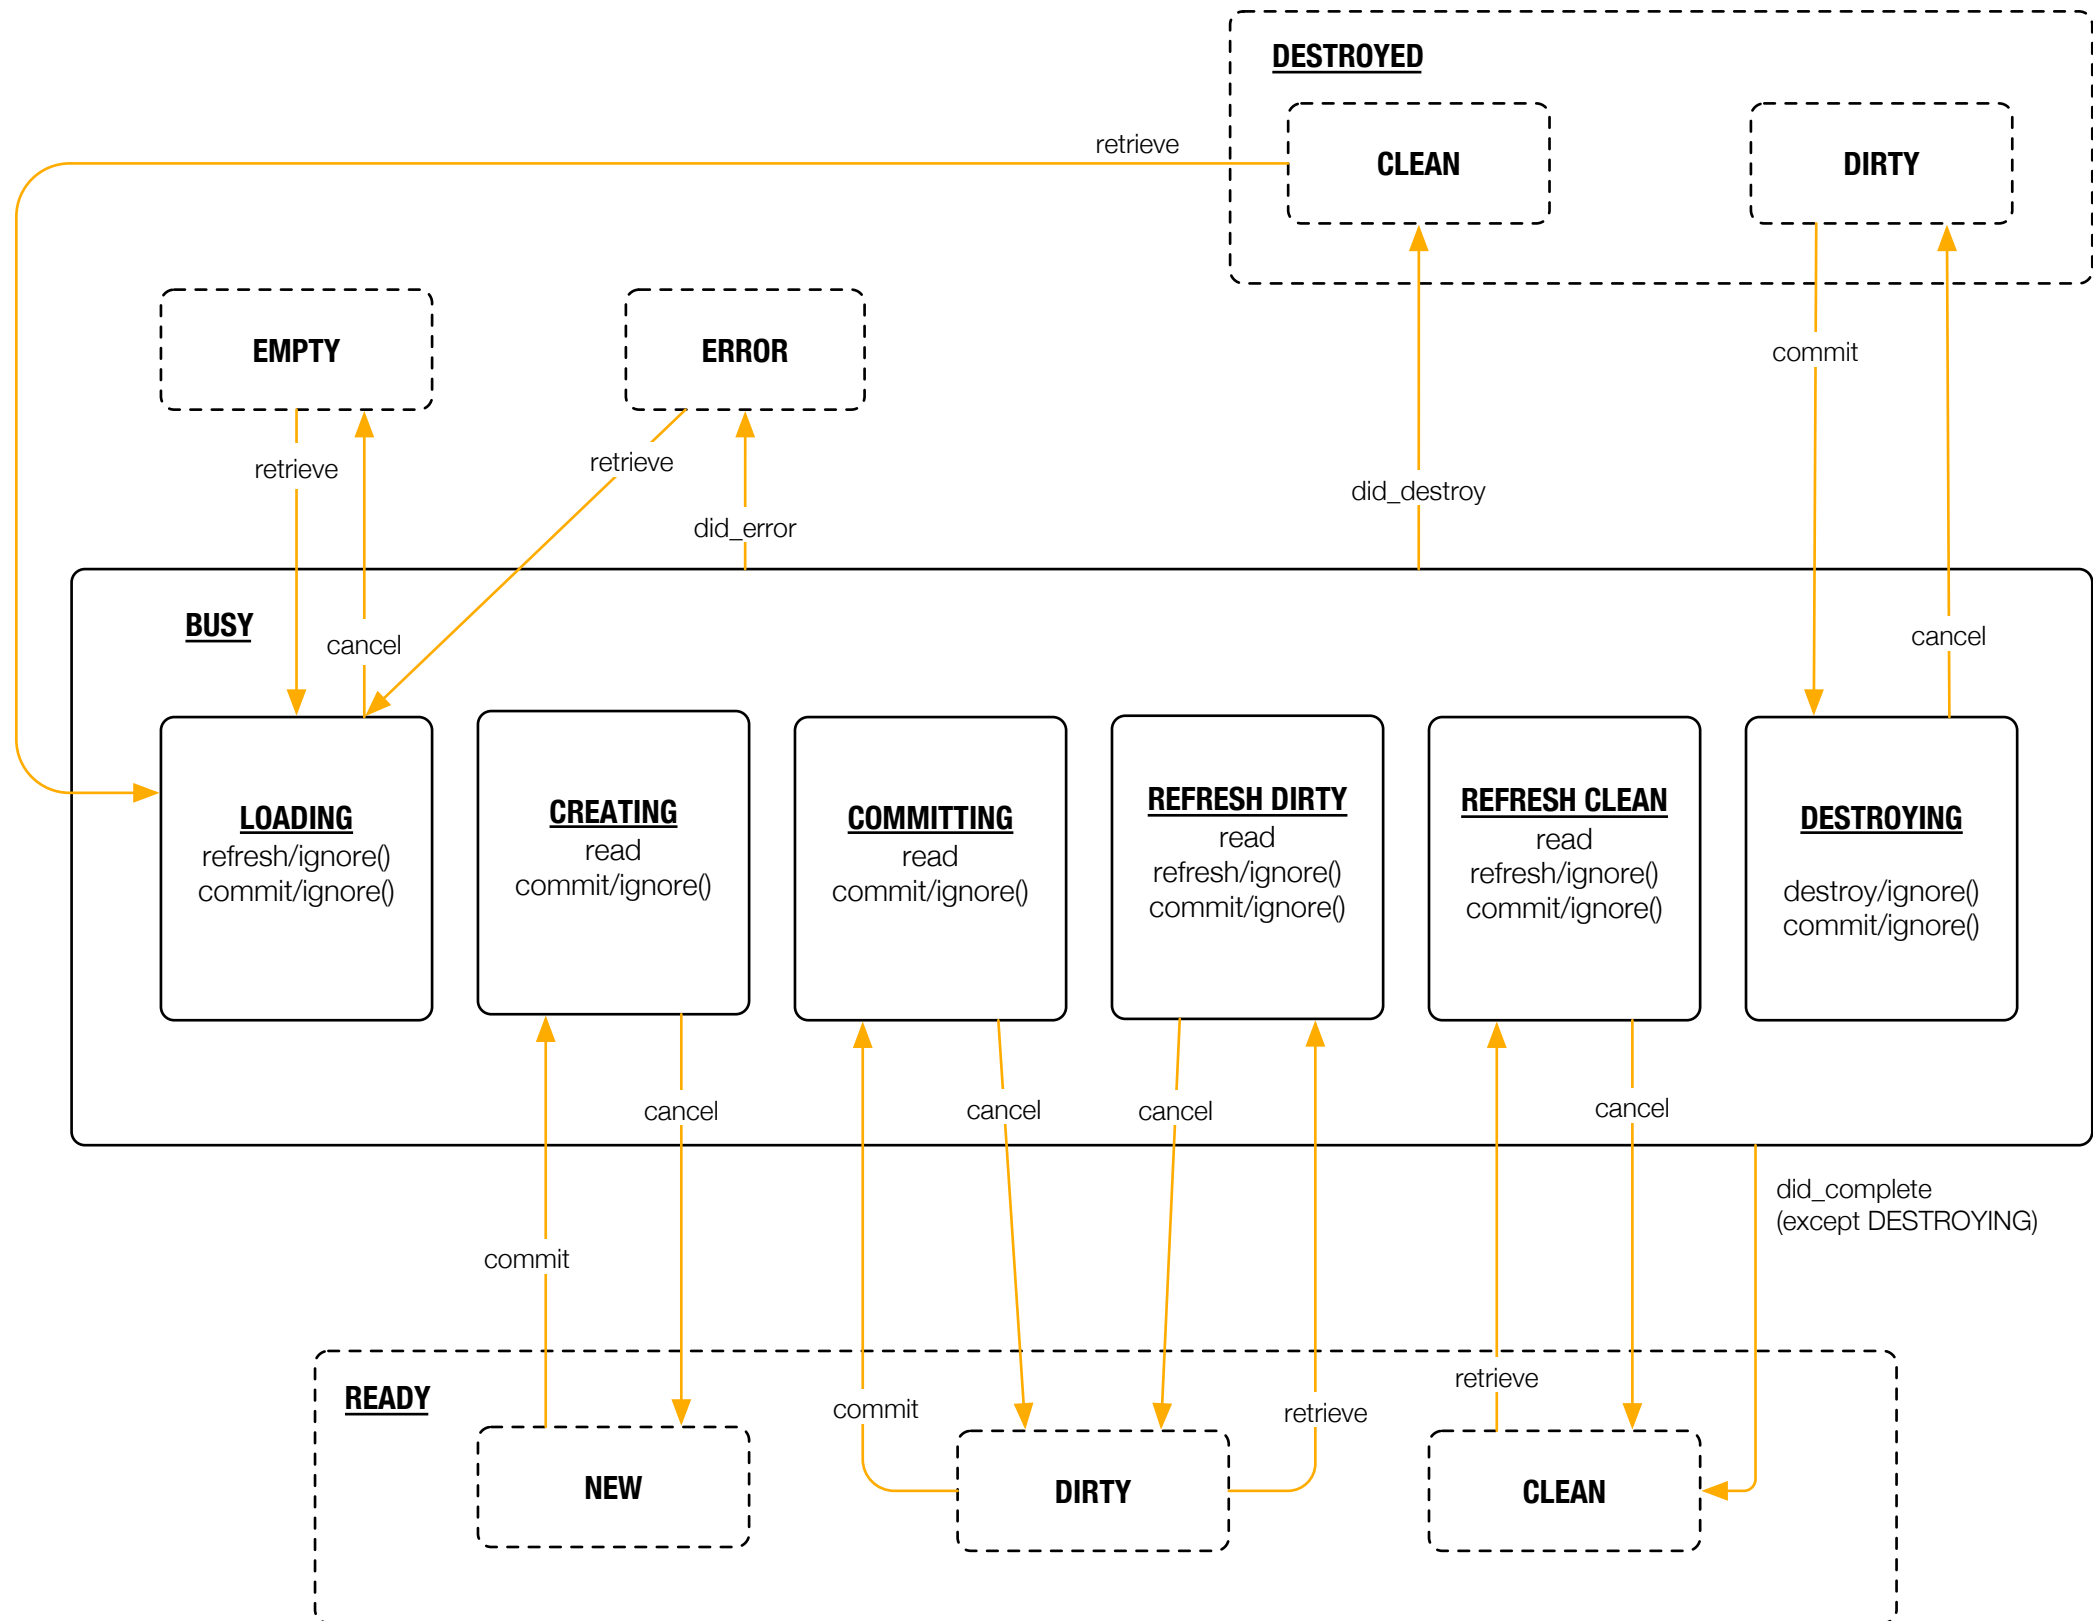 DESTROYED
retrieve
CLEAN
DIRTY
EMPTY
ERROR
commit
retrieve
retrieve
did_destroy
did_error
BUSY
cancel
cancel
LOADING
refresh/ignore()
commit/ignore()
CREATING
read
commit/ignore()
COMMITTING
read
commit/ignore()
REFRESH DIRTY
read
refresh/ignore()
commit/ignore()
REFRESH CLEAN
read
refresh/ignore()
commit/ignore()
DESTROYING
destroy/ignore()
commit/ignore()
cancel
cancel
cancel
cancel
did_complete
(except DESTROYING)
commit
READY
commit
retrieve
retrieve
NEW
DIRTY
CLEAN